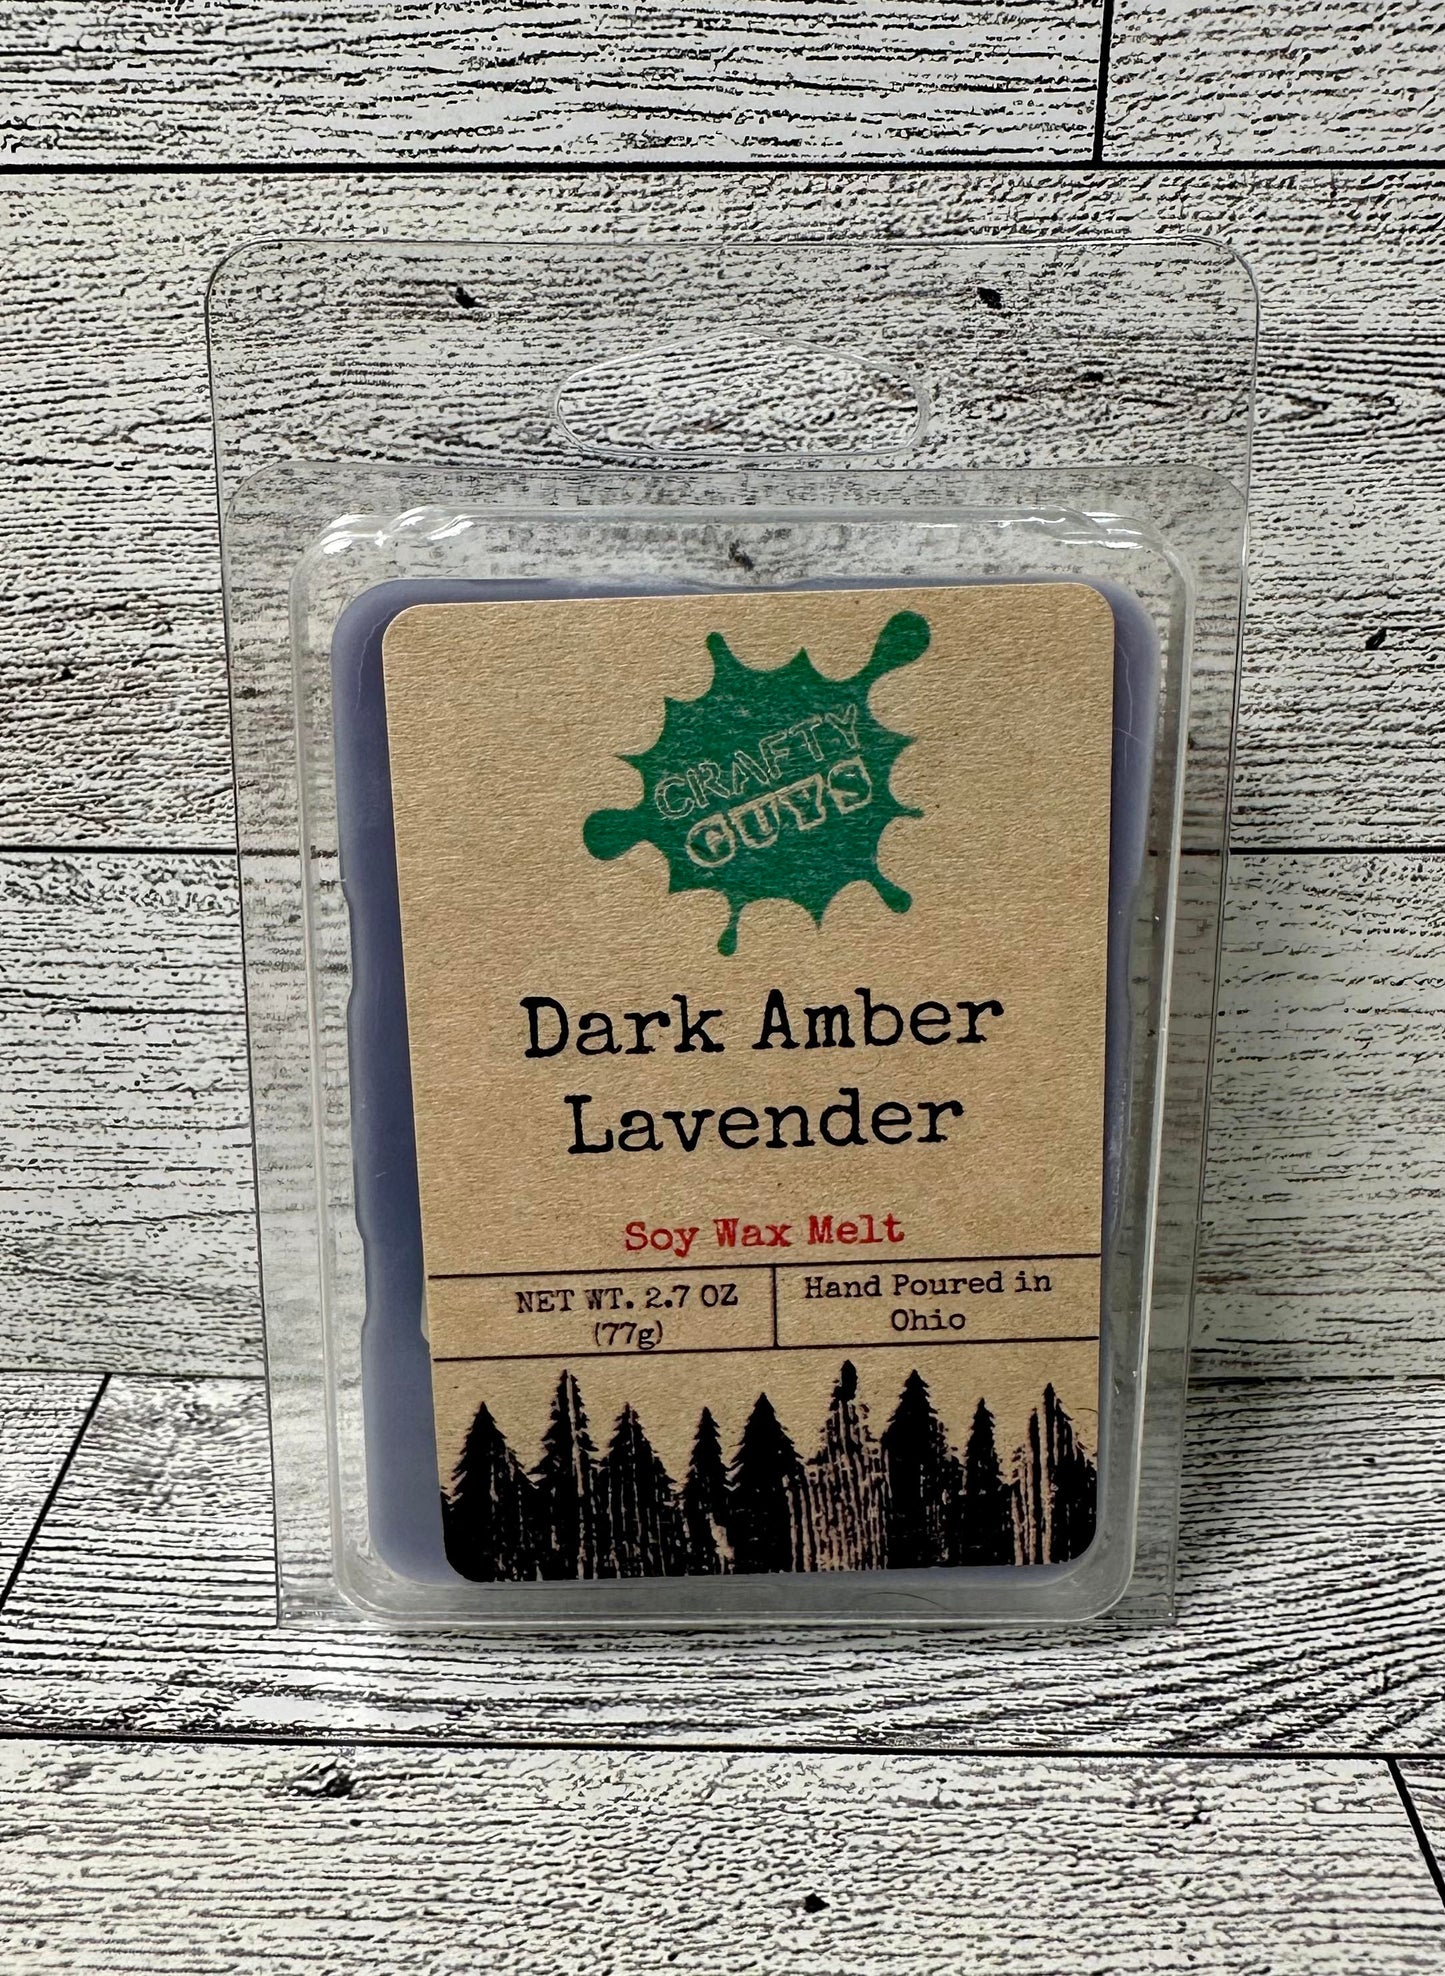 CRAFTY
GUYS
Dark Amber
Lavender
Soy Wax Melt
NET WT. 2.7 OZ
(77g)
Hand Poured in
Ohio